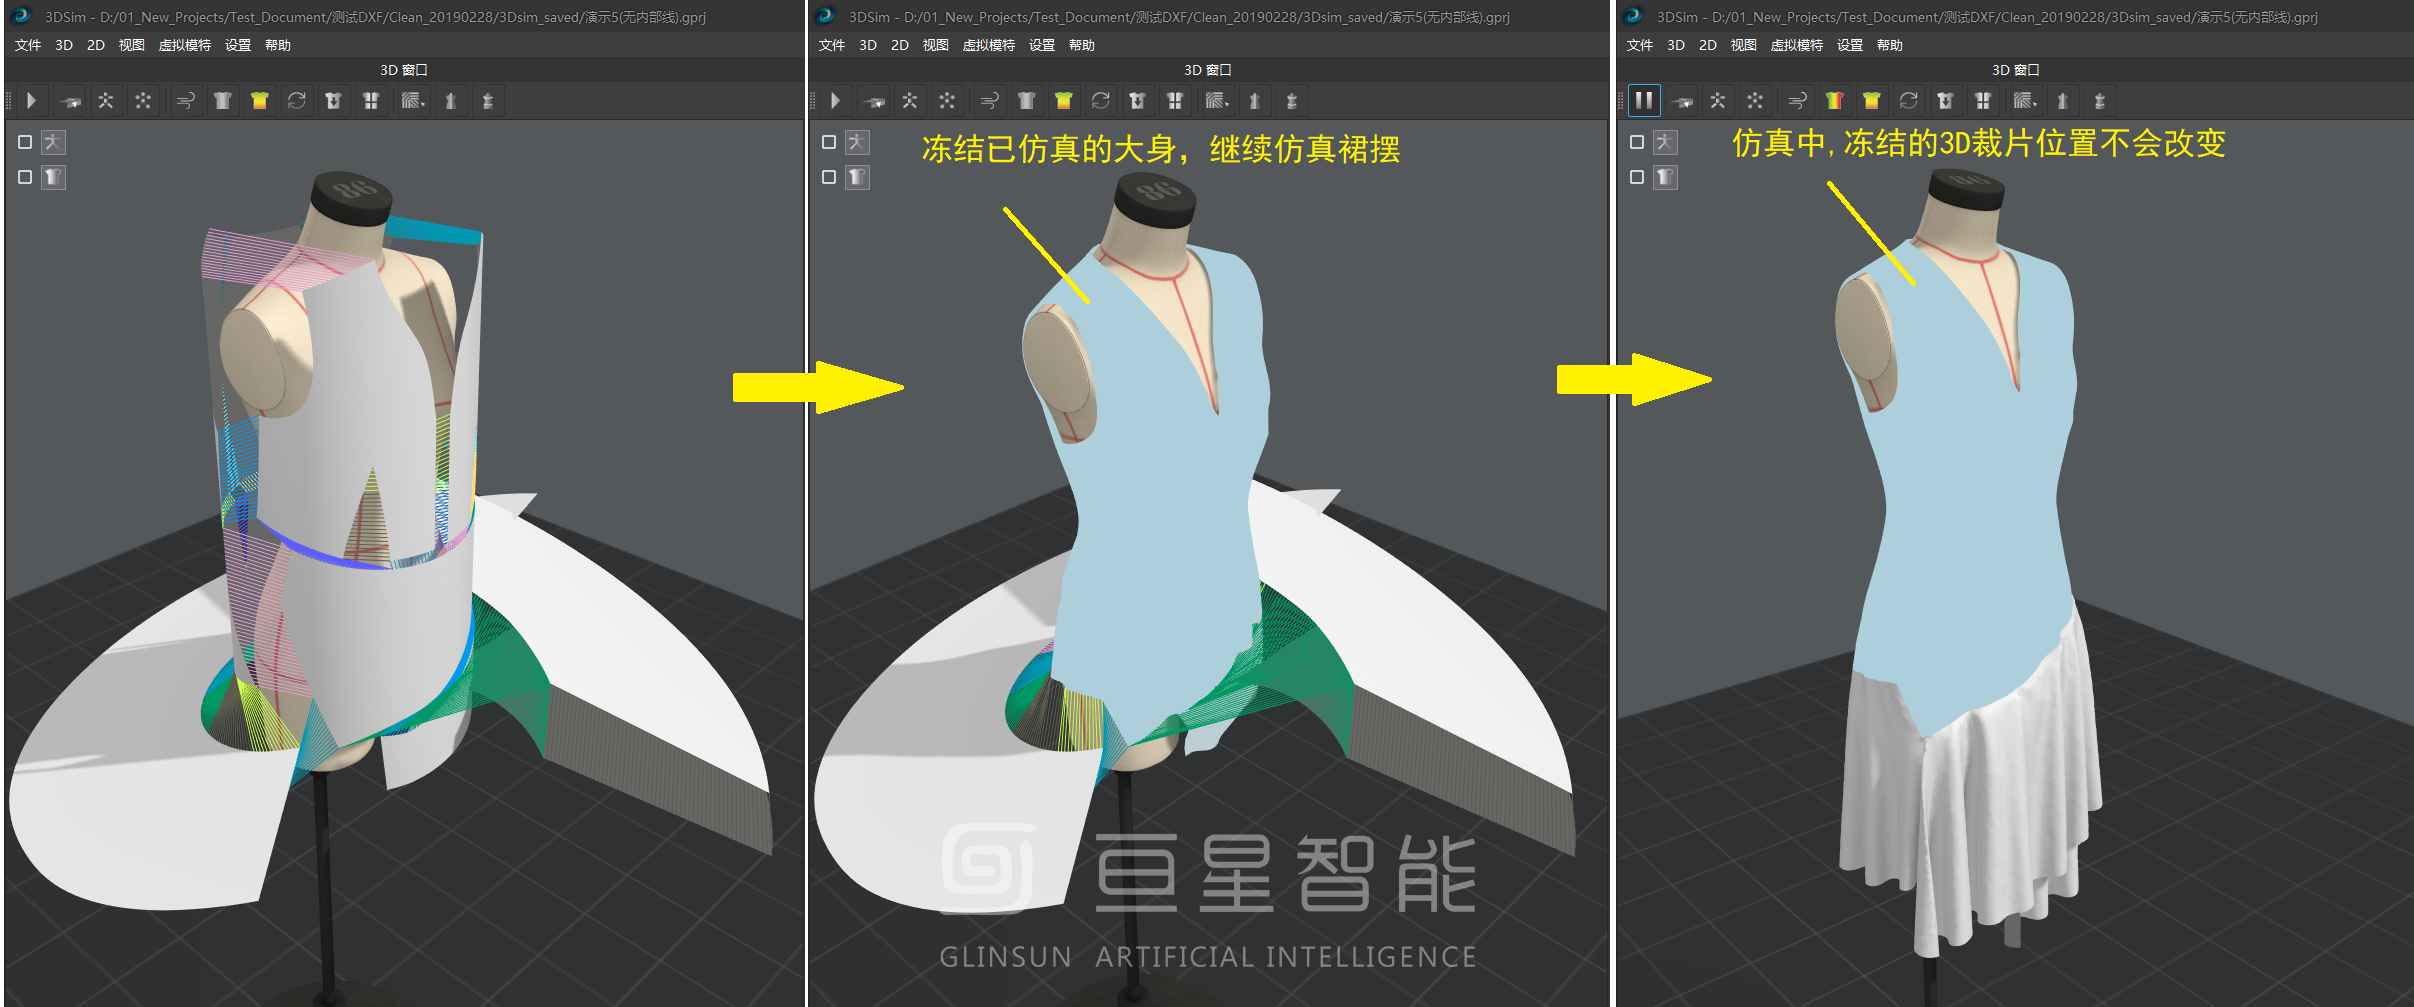 3DSim - D:/01_New_Projects/Test_Document/测试DXF/Clean_20190228/3Dsim_saved/演示5(无内部线).gprj
文件 3D 2D 视图 虚拟模特 设置 帮助
3D 窗口
86
3DSim - D:/01_New_Projects/Test_Document/测试DXF/Clean_20190228/3Dsim_saved/演示5(无内部线).gprj
文件 3D 2D 视图 虚拟模特 设置 帮助
3D 窗口
冻结已仿真的大身，继续仿真裙摆
86
亘星智能
GLINSUN ARTIFICIAL INTELLIGENCE
3DSim - D:/01_New_Projects/Test_Document/测试DXF/Clean_20190228/3Dsim_saved/演示5(无内部线).gprj
文件 3D 2D 视图 虚拟模特 设置 帮助
3D 窗口
仿真中,冻结的3D裁片位置不会改变
86